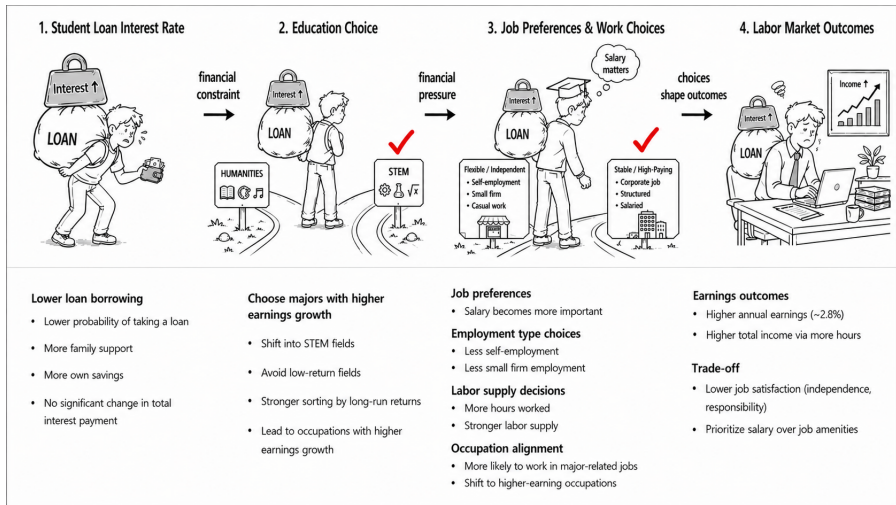 1. Student Loan Interest Rate
2. Education Choice
3. Job Preferences & Work Choices
4. Labor Market Outcomes
Interest ↑
LOAN
financial
constraint
Interest ↑
LOAN
HUMANITIES
STEM
√x
financial
pressure
Interest ↑
LOAN
Salary
matters
Flexible / Independent
• Self-employment
• Small firm
• Casual work
Stable / High-Paying
• Corporate job
• Structured
• Salaried
choices
shape outcomes
Interest ↑
LOAN
Income ↑
Lower loan borrowing
• Lower probability of taking a loan
• More family support
• More own savings
• No significant change in total
interest payment
Choose majors with higher
earnings growth
• Shift into STEM fields
• Avoid low-return fields
• Stronger sorting by long-run returns
• Lead to occupations with higher
earnings growth
Job preferences
• Salary becomes more important
Employment type choices
• Less self-employment
• Less small firm employment
Labor supply decisions
• More hours worked
• Stronger labor supply
Occupation alignment
• More likely to work in major-related jobs
• Shift to higher-earning occupations
Earnings outcomes
• Higher annual earnings (~2.8%)
• Higher total income via more hours
Trade-off
• Lower job satisfaction (independence,
responsibility)
• Prioritize salary over job amenities